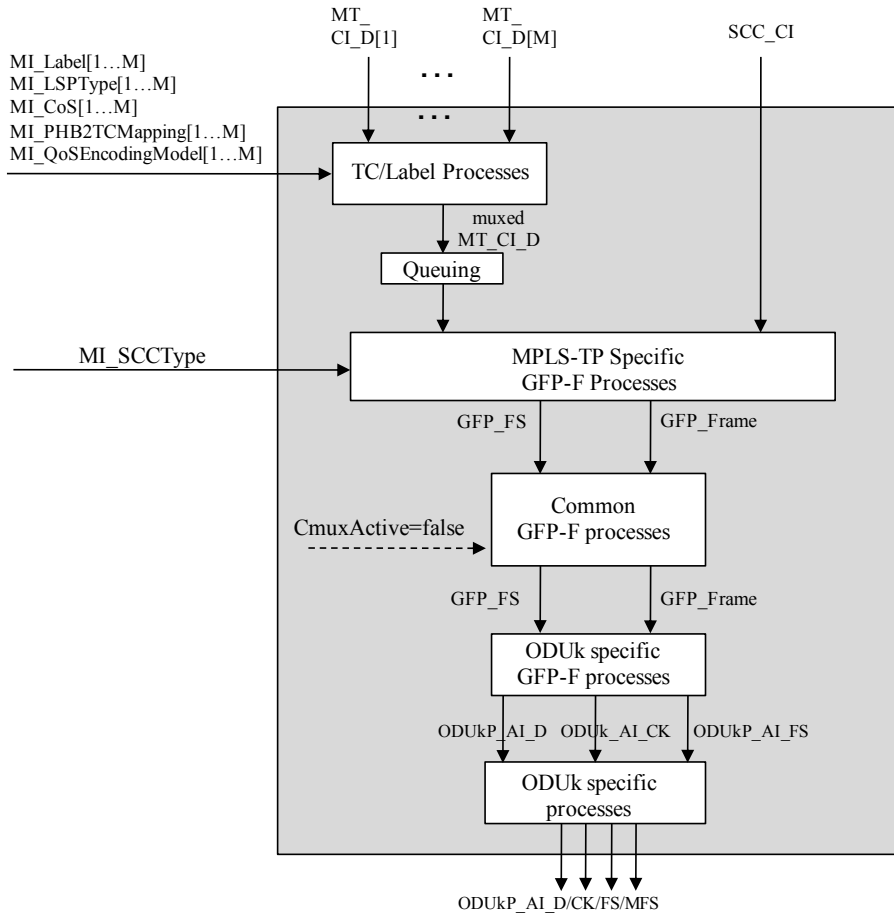 MT_
CI_D[1]
MT_
CI_D[M]
SCC_CI
MI_Label[1…M]
MI_LSPType[1…M]
MI_CoS[1…M]
MI_PHB2TCMapping[1…M]
MI_QoSEncodingModel[1…M]
...
...
TC/Label Processes
muxed
MT_CI_D
Queuing
MI_SCCType
MPLS-TP Specific
GFP-F Processes
GFP_FS
GFP_Frame
Common
GFP-F processes
CmuxActive=false
GFP_FS
GFP_Frame
ODUk specific
GFP-F processes
ODUkP_AI_D
ODUk_AI_CK
ODUkP_AI_FS
ODUk specific
processes
ODUkP_AI_D/CK/FS/MFS